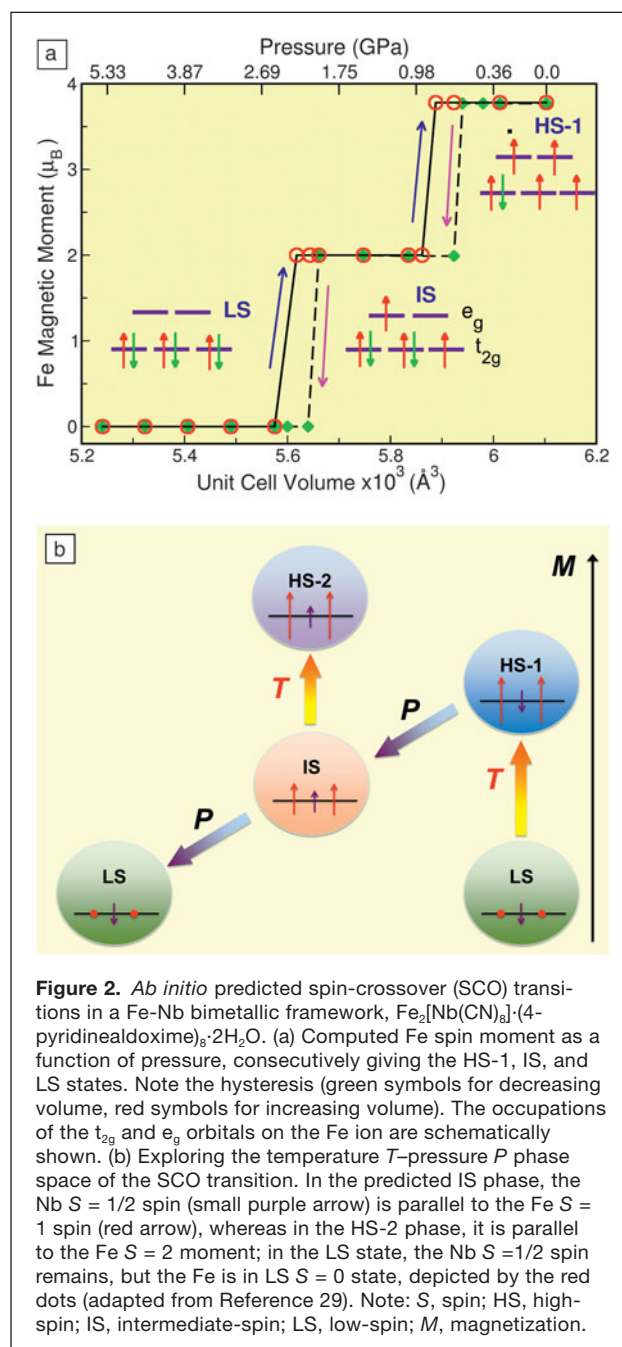 a
Pressure (GPa)
5.33 3.87 2.69 1.75 0.98 0.36 0.0
Fe Magnetic Moment (μB)
4
3
2
1
0
HS-1
LS
IS
eg
t2g
5.2 5.4 5.6 5.8 6 6.2
Unit Cell Volume x10³ (Å³)
b
M
HS-2
HS-1
T
P
IS
T
P
LS
LS
Figure 2. Ab initio predicted spin-crossover (SCO) transi-
tions in a Fe-Nb bimetallic framework, Fe₂[Nb(CN)₈]·(4-
pyridinealdoxime)₈·2H₂O. (a) Computed Fe spin moment as a
function of pressure, consecutively giving the HS-1, IS, and
LS states. Note the hysteresis (green symbols for decreasing
volume, red symbols for increasing volume). The occupations
of the t₂g and eg orbitals on the Fe ion are schematically
shown. (b) Exploring the temperature T–pressure P phase
space of the SCO transition. In the predicted IS phase, the
Nb S = 1/2 spin (small purple arrow) is parallel to the Fe S =
1 spin (red arrow), whereas in the HS-2 phase, it is parallel
to the Fe S = 2 moment; in the LS state, the Nb S =1/2 spin
remains, but the Fe is in LS S = 0 state, depicted by the red
dots (adapted from Reference 29). Note: S, spin; HS, high-
spin; IS, intermediate-spin; LS, low-spin; M, magnetization.